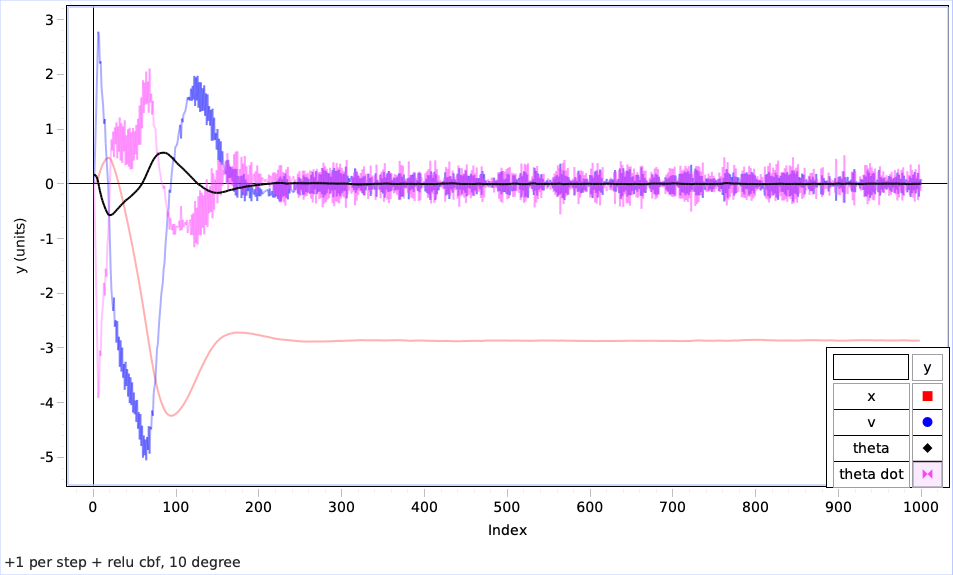 3
2
1
0
-1
-2
-3
-4
-5
y (units)
0 100 200 300 400 500 600 700 800 900 1000
Index
y
x
v
theta
theta dot
+1 per step + relu cbf, 10 degree